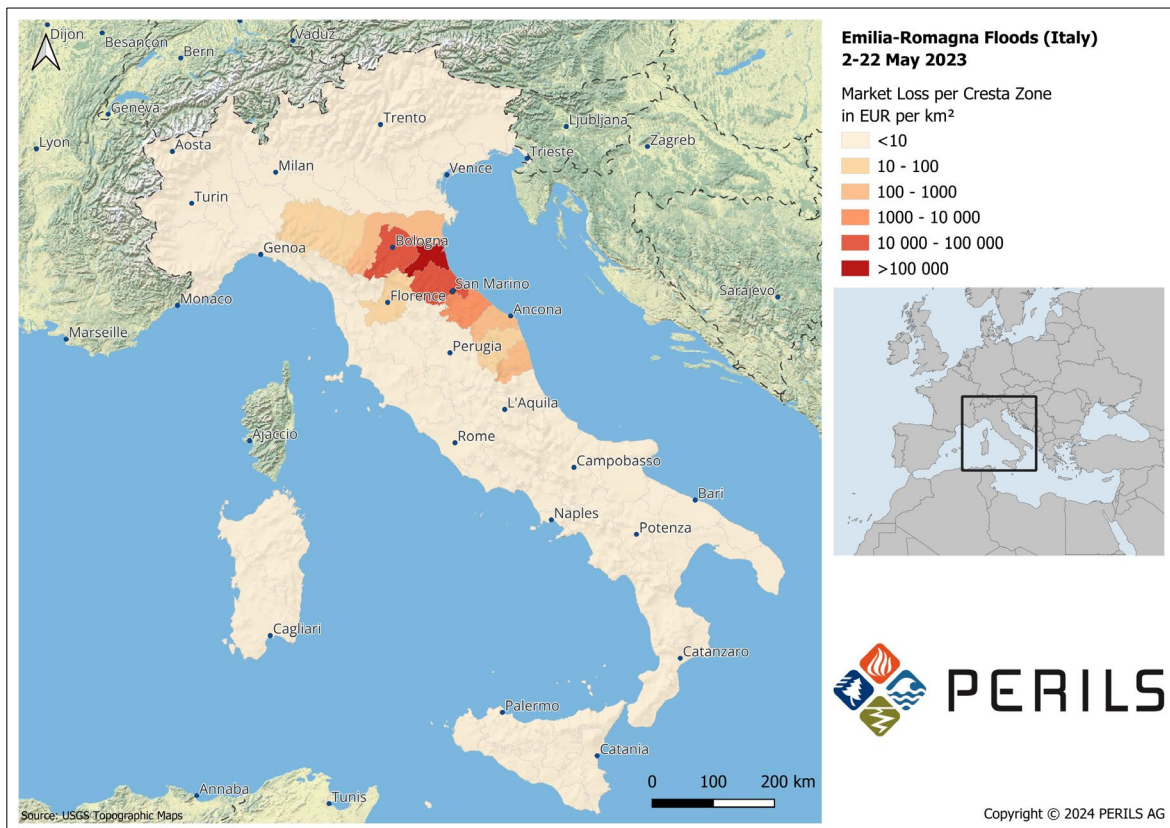 Dijon
Besançon
Bern
Vaduz
Geneva
Lyon
Aosta
Trento
Ljubljana
Zagreb
Trieste
Milan
Venice
Turin
Genoa
Bologna
San Marino
Sarajevo
Monaco
Florence
Ancona
Marseille
Perugia
L'Aquila
Ajaccio
Rome
Campobasso
Bari
Naples
Potenza
Cagliari
Catanzaro
Palermo
Catania
Annaba
Tunis
0 100 200 km
Source: USGS Topographic Maps
Emilia-Romagna Floods (Italy)
2-22 May 2023
Market Loss per Cresta Zone
in EUR per km²
<10
10 - 100
100 - 1000
1000 - 10 000
10 000 - 100 000
>100 000
PERILS
Copyright © 2024 PERILS AG